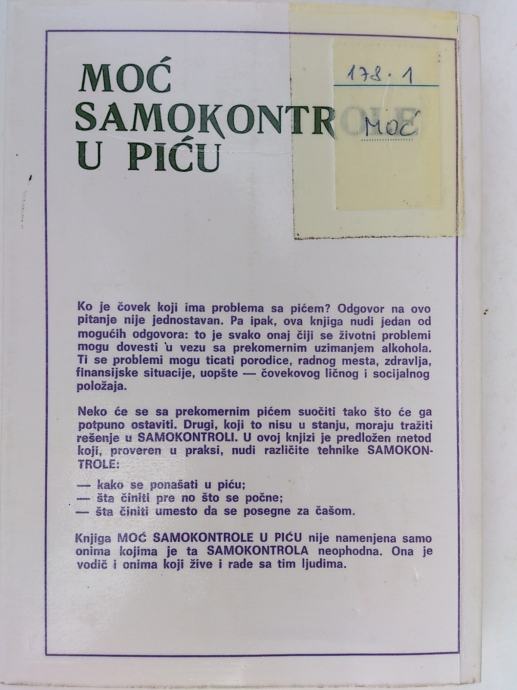 MOĆ
SAMOKONTROLE
U PIĆU
178.1
MOĆ
Ko je čovek koji ima problema sa pićem? Odgovor na ovo
pitanje nije jednostavan. Pa ipak, ova knjiga nudi jedan od
mogućih odgovora: to je svako onaj čiji se životni problemi
mogu dovesti u vezu sa prekomernim uzimanjem alkohola.
Ti se problemi mogu ticati porodice, radnog mesta, zdravlja,
finansijske situacije, uopšte — čovekovog ličnog i socijalnog
položaja.
Neko će se sa prekomernim pićem suočiti tako što će ga
potpuno ostaviti. Drugi, koji to nisu u stanju, moraju tražiti
rešenje u SAMOKONTROLI. U ovoj knjizi je predložen metod
koji, proveren u praksi, nudi različite tehnike SAMOKON-
TROLE:
— kako se ponašati u piću;
— šta činiti pre no što se počne;
— šta činiti umesto da se posegne za čašom.
Knjiga MOĆ SAMOKONTROLE U PIĆU nije namenjena samo
onima kojima je ta SAMOKONTROLA neophodna. Ona je
vodič i onima koji žive i rade sa tim ljudima.